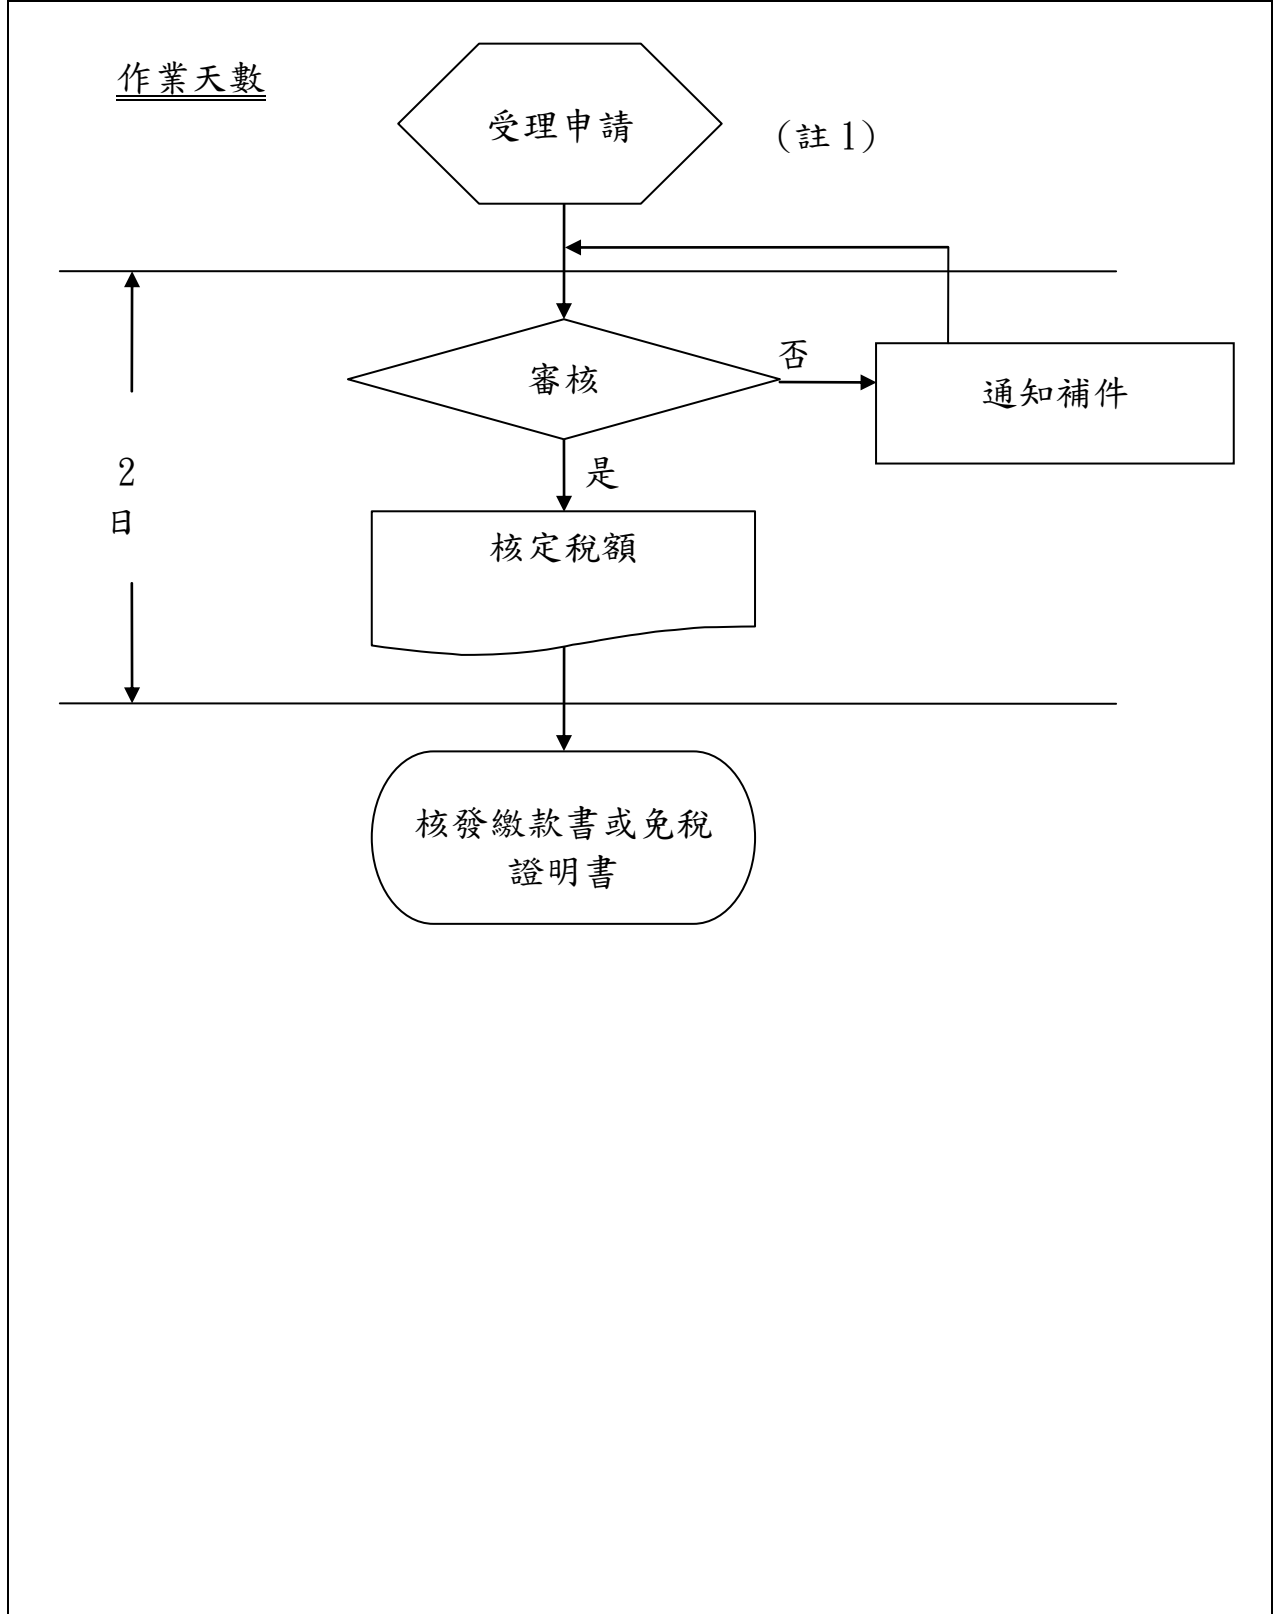 作業天數
受理申請
(註1)
否
審核
通知補件
是
2
日
核定稅額
核發繳款書或免稅
證明書